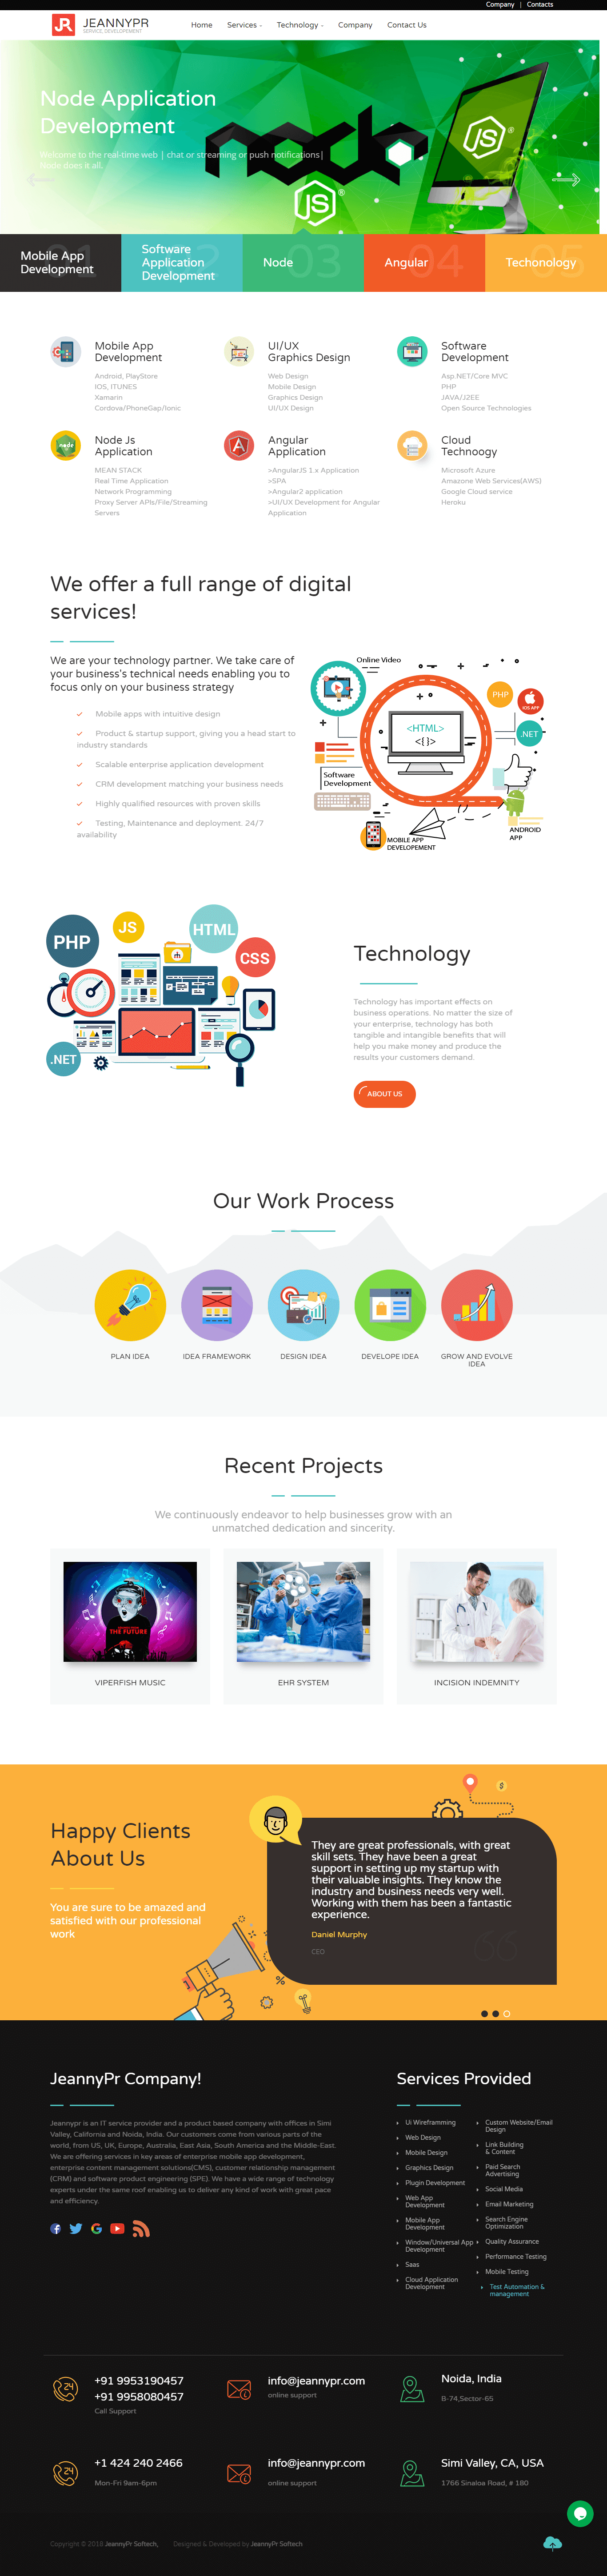 Company | Contacts
JR JEANNYPR
SERVICE, DEVELOPEMENT
Home Services Technology Company Contact Us
Node Application
Development
Welcome to the real-time web | chat or streaming or push notifications|
Node does it all.
node
JS
JS
01 Mobile App
Development
02 Software
Application
Development
03 Node
04 Angular
05 Techonology
Mobile App
Development
Android, PlayStore
IOS, ITUNES
Xamarin
Cordova/PhoneGap/Ionic
UI/UX
Graphics Design
Web Design
Mobile Design
Graphics Design
UI/UX Design
Software
Development
Asp.NET/Core MVC
PHP
JAVA/J2EE
Open Source Technologies
node
Node Js
Application
MEAN STACK
Real Time Application
Network Programming
Proxy Server APIs/File/Streaming
Servers
A
Angular
Application
>AngularJS 1.x Application
>SPA
>Angular2 application
>UI/UX Development for Angular
Application
Cloud
Technoogy
Microsoft Azure
Amazone Web Services(AWS)
Google Cloud service
Heroku
We offer a full range of digital
services!
We are your technology partner. We take care of
your business's technical needs enabling you to
focus only on your business strategy
Mobile apps with intuitive design
Product & startup support, giving you a head start to
industry standards
Scalable enterprise application development
CRM development matching your business needs
Highly qualified resources with proven skills
Testing, Maintenance and deployment. 24/7
availability
Online Video
PHP
IOS APP
.NET
<HTML>
<{}>
Software
Development
MOBILE APP
DEVELOPEMENT
ANDROID
APP
PHP
JS
HTML
CSS
.NET
Technology
Technology has important effects on
business operations. No matter the size of
your enterprise, technology has both
tangible and intangible benefits that will
help you make money and produce the
results your customers demand.
ABOUT US
Our Work Process
PLAN IDEA
IDEA FRAMEWORK
DESIGN IDEA
DEVELOPE IDEA
GROW AND EVOLVE
IDEA
Recent Projects
We continuously endeavor to help businesses grow with an
unmatched dedication and sincerity.
THE FUTURE
VIPERFISH MUSIC
EHR SYSTEM
INCISION INDEMNITY
Happy Clients
About Us
You are sure to be amazed and
satisfied with our professional
work
$
They are great professionals, with great
skill sets. They have been a great
support in setting up my startup with
their valuable insights. They know the
industry and business needs very well.
Working with them has been a fantastic
experience.
Daniel Murphy
CEO
%
JeannyPr Company!
Jeannypr is an IT service provider and a product based company with offices in Simi
Valley, California and Noida, India. Our customers come from various parts of the
world, from US, UK, Europe, Australia, East Asia, South America and the Middle-East.
We are offering services in key areas of enterprise mobile app development,
enterprise content management solutions(CMS), customer relationship management
(CRM) and software product engineering (SPE). We have a wide range of technology
experts under the same roof enabling us to deliver any kind of work with great pace
and efficiency.
Services Provided
Ui Wireframming
Web Design
Mobile Design
Graphics Design
Plugin Development
Web App
Development
Mobile App
Development
Window/Universal App
Development
Saas
Cloud Application
Development
Custom Website/Email
Design
Link Building
& Content
Paid Search
Advertising
Social Media
Email Marketing
Search Engine
Optimization
Quality Assurance
Performance Testing
Mobile Testing
Test Automation &
management
24
+91 9953190457
+91 9958080457
Call Support
info@jeannypr.com
online support
Noida, India
B-74,Sector-65
24
+1 424 240 2466
Mon-Fri 9am-6pm
info@jeannypr.com
online support
Simi Valley, CA, USA
1766 Sinaloa Road, # 180
Copyright © 2018 JeannyPr Softech, Designed & Developed by JeannyPr Softech